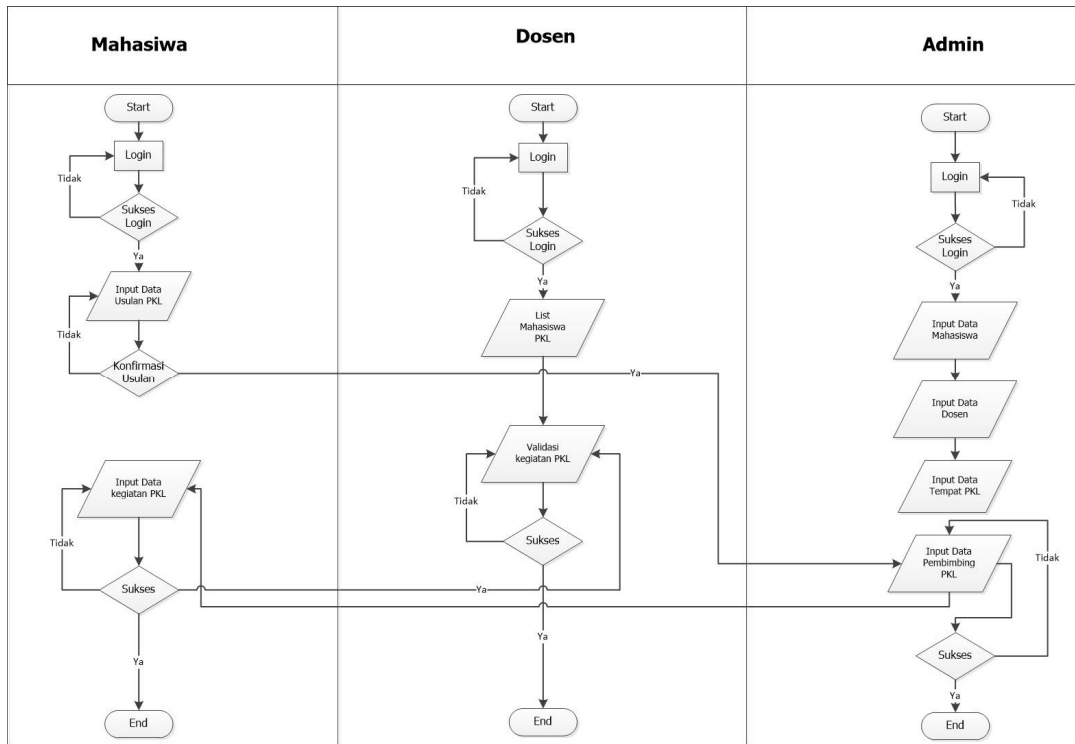 Mahasiwa
Dosen
Admin
Start
Login
Tidak
Sukses
Login
Ya
Input Data
Usulan PKL
Tidak
Konfirmasi
Usulan
Ya
Input Data
kegiatan PKL
Tidak
Sukses
Ya
Ya
End
Start
Login
Tidak
Sukses
Login
Ya
List
Mahasiswa
PKL
Validasi
kegiatan PKL
Tidak
Sukses
Ya
End
Start
Login
Tidak
Sukses
Login
Ya
Input Data
Mahasiswa
Input Data
Dosen
Input Data
Tempat PKL
Input Data
Pembimbing
PKL
Tidak
Sukses
Ya
End